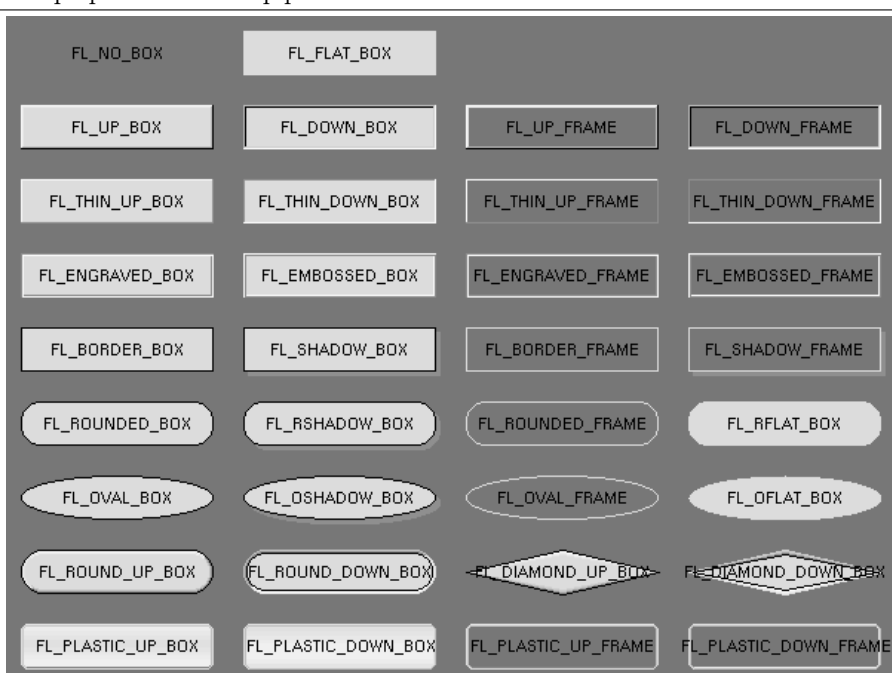 FL_NO_BOX FL_FLAT_BOX
FL_UP_BOX FL_DOWN_BOX FL_UP_FRAME FL_DOWN_FRAME
FL_THIN_UP_BOX FL_THIN_DOWN_BOX FL_THIN_UP_FRAME FL_THIN_DOWN_FRAME
FL_ENGRAVED_BOX FL_EMBOSSED_BOX FL_ENGRAVED_FRAME FL_EMBOSSED_FRAME
FL_BORDER_BOX FL_SHADOW_BOX FL_BORDER_FRAME FL_SHADOW_FRAME
FL_ROUNDED_BOX FL_RSHADOW_BOX FL_ROUNDED_FRAME FL_RFLAT_BOX
FL_OVAL_BOX FL_OSHADOW_BOX FL_OVAL_FRAME FL_OFLAT_BOX
FL_ROUND_UP_BOX FL_ROUND_DOWN_BOX FL_DIAMOND_UP_BOX FL_DIAMOND_DOWN_BOX
FL_PLASTIC_UP_BOX FL_PLASTIC_DOWN_BOX FL_PLASTIC_UP_FRAME FL_PLASTIC_DOWN_FRAME